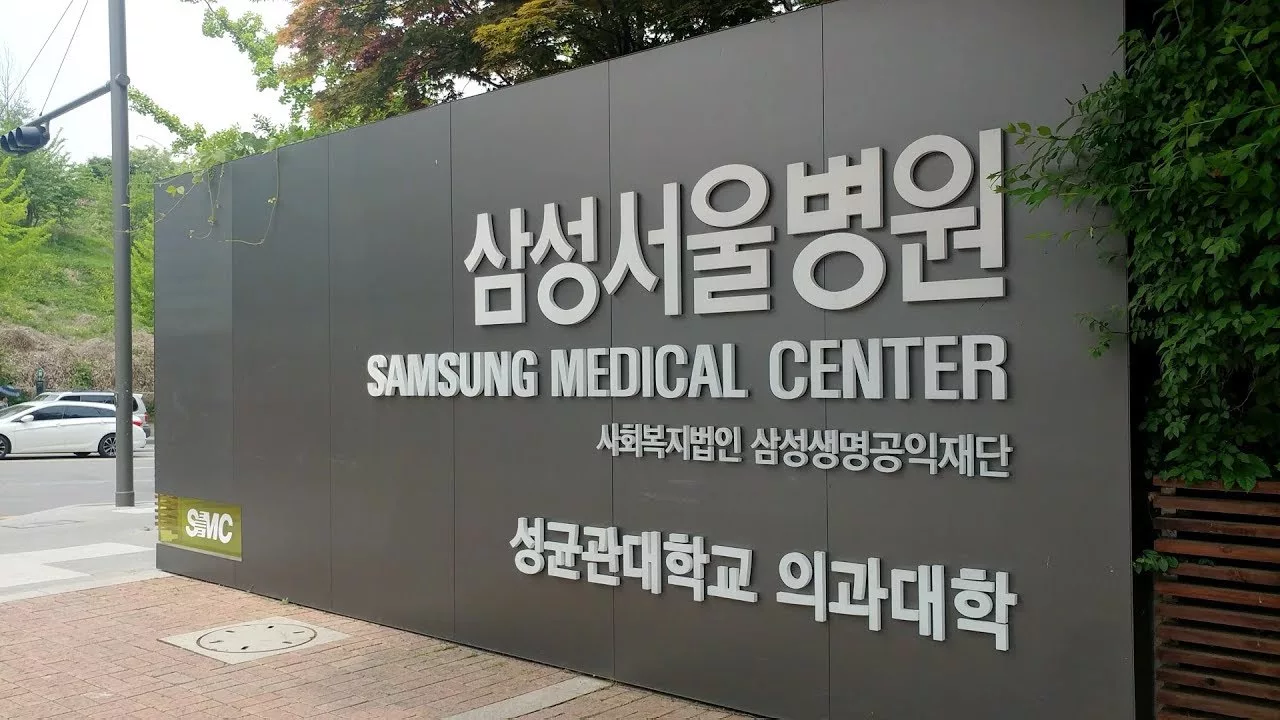 삼성서울병원
SAMSUNG MEDICAL CENTER
사회복지법인 삼성생명공익재단
성균관대학교 의과대학
SMC